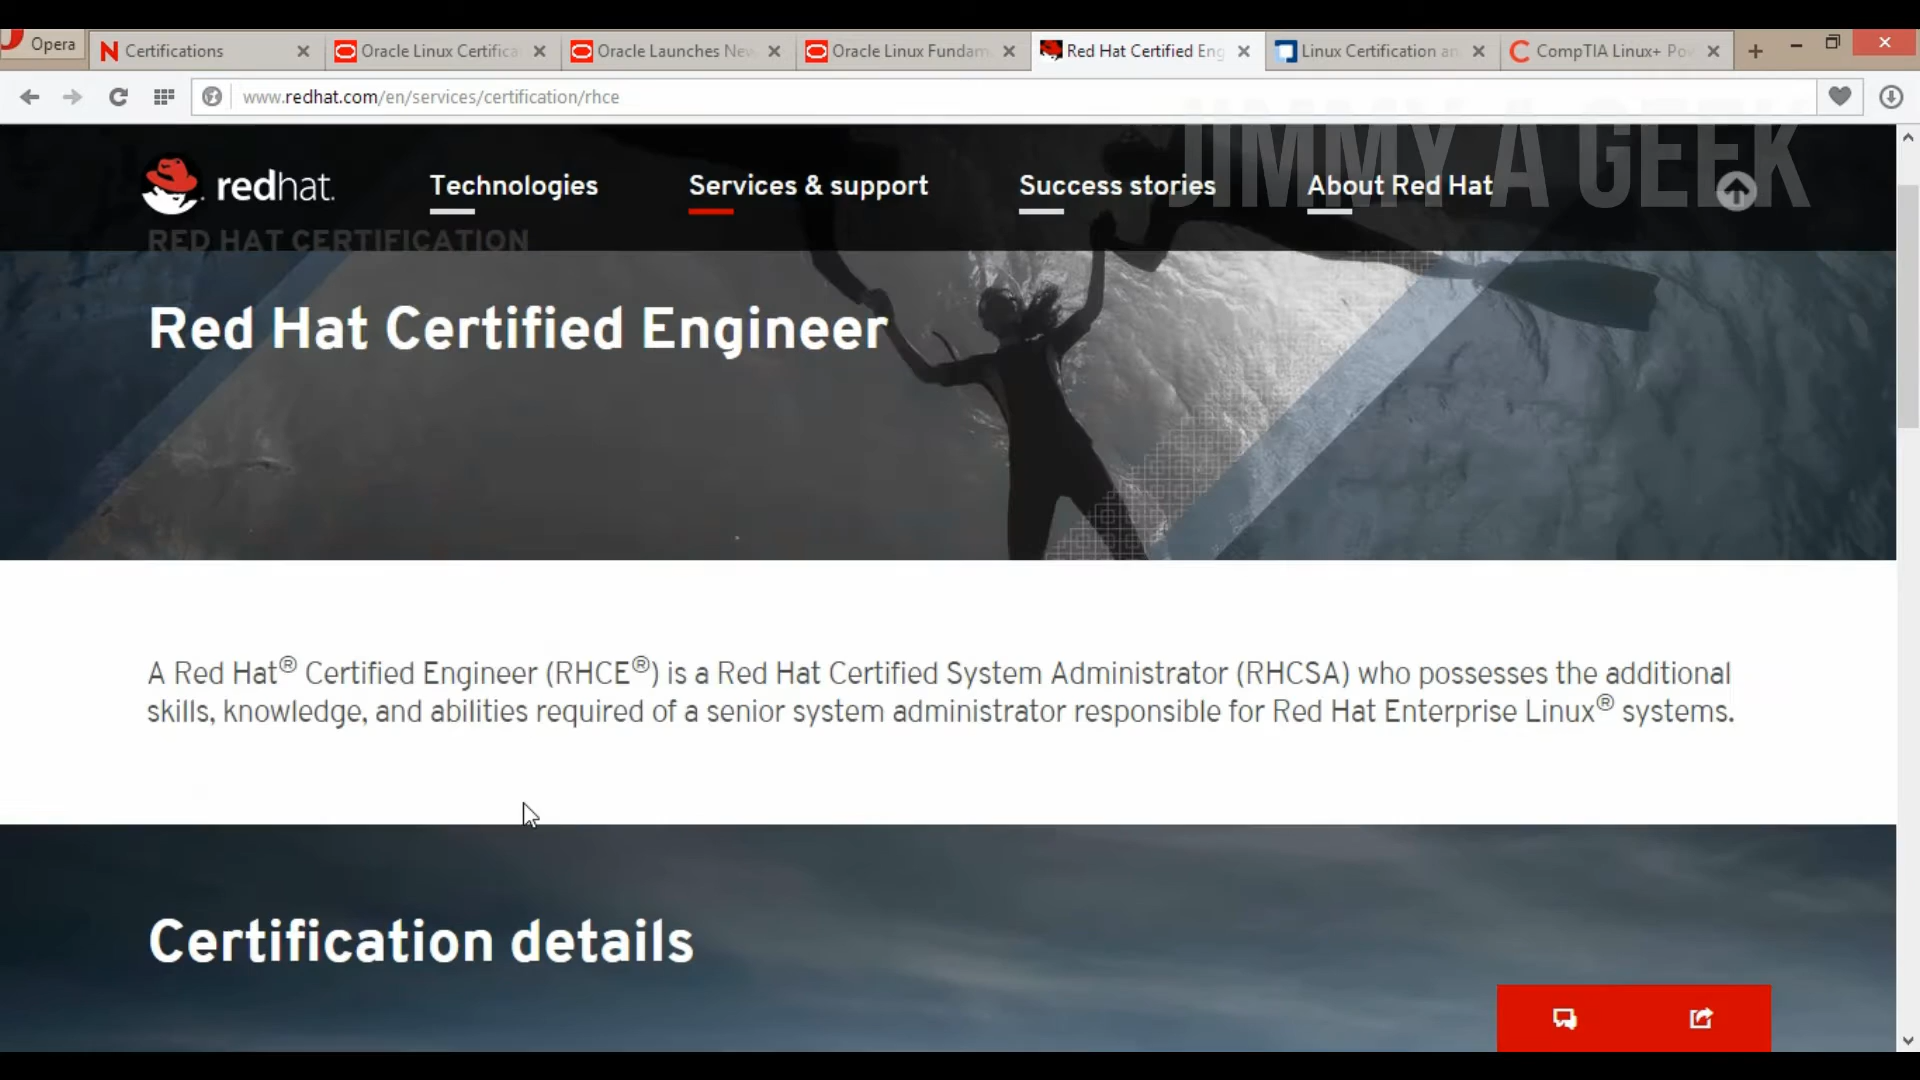 Opera
Certifications
Oracle Linux Certifica
Oracle Launches New
Oracle Linux Fundam
Red Hat Certified Eng
Linux Certification an
CompTIA Linux+ Po
www.redhat.com/en/services/certification/rhce
JIMMY A GEEK
redhat.
Technologies
Services & support
Success stories
About Red Hat
RED HAT CERTIFICATION
Red Hat Certified Engineer
A Red Hat® Certified Engineer (RHCE®) is a Red Hat Certified System Administrator (RHCSA) who possesses the additional
skills, knowledge, and abilities required of a senior system administrator responsible for Red Hat Enterprise Linux® systems.
Certification details